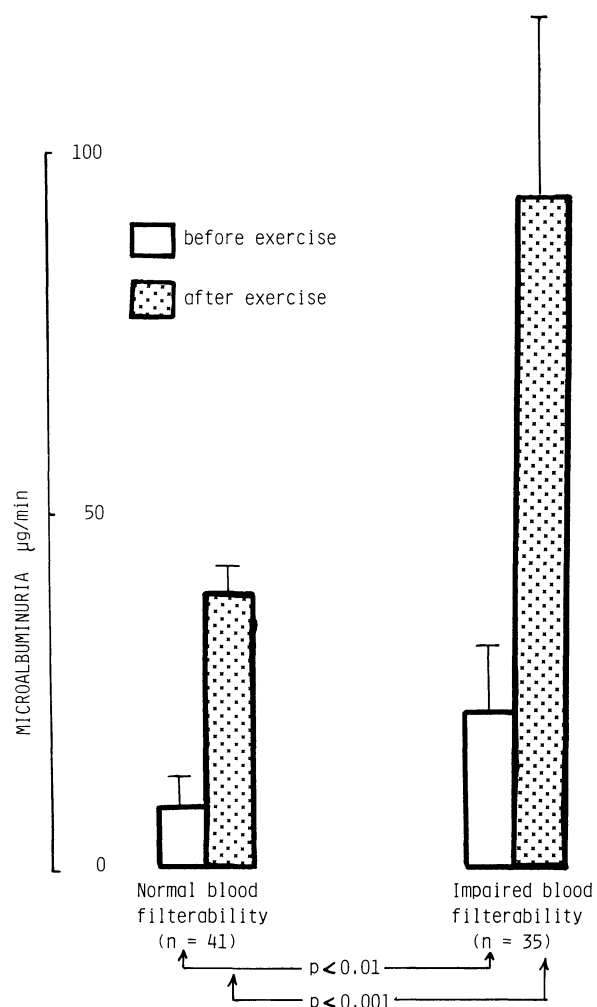 100
before exercise
after exercise
50
MICROALBUMINURIA µg/min
0
Normal blood
filterability
(n = 41)
Impaired blood
filterability
(n = 35)
p<0.01
p<0.001